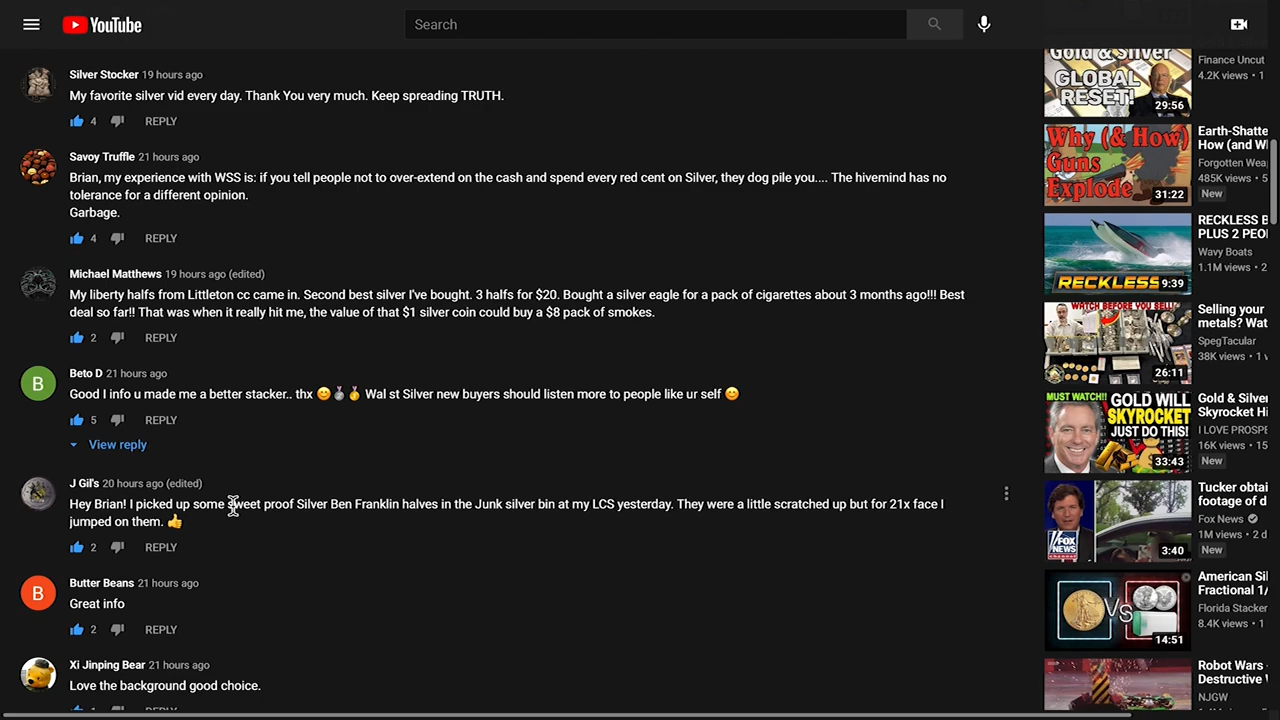 YouTube
Search
Silver Stocker 19 hours ago
My favorite silver vid every day. Thank You very much. Keep spreading TRUTH.
4 REPLY
Savoy Truffle 21 hours ago
Brian, my experience with WSS is: if you tell people not to over-extend on the cash and spend every red cent on Silver, they dog pile you.... The hivemind has no
tolerance for a different opinion.
Garbage.
4 REPLY
Michael Matthews 19 hours ago (edited)
My liberty halfs from Littleton cc came in. Second best silver I've bought. 3 halfs for $20. Bought a silver eagle for a pack of cigarettes about 3 months ago!!! Best
deal so far!! That was when it really hit me, the value of that $1 silver coin could buy a $8 pack of smokes.
2 REPLY
B
Beto D 21 hours ago
Good I info u made me a better stacker.. thx 😊🥈🥇 Wal st Silver new buyers should listen more to people like ur self 😊
5 REPLY
View reply
J Gil's 20 hours ago (edited)
Hey Brian! I picked up some sweet proof Silver Ben Franklin halves in the Junk silver bin at my LCS yesterday. They were a little scratched up but for 21x face I
jumped on them. 👍
2 REPLY
B
Butter Beans 21 hours ago
Great info
2 REPLY
Xi Jinping Bear 21 hours ago
Love the background good choice.
Gold & Silver
GLOBAL
RESET!
29:56
Finance Uncut
4.2K views • 1
Why (& How)
Guns
Explode
31:22
Earth-Shatte
How (and W
Forgotten Wea
485K views • 5
New
RECKLESS
9:39
RECKLESS B
PLUS 2 PEO
Wavy Boats
1.1M views • 2
WATCH BEFORE YOU SELL!
26:11
Selling your
metals? Wat
SpegTacular
38K views • 1
MUST WATCH!!
GOLD WILL
SKYROCKET
JUST DO THIS!
33:43
Gold & Silve
Skyrocket Hi
I LOVE PROSPE
16K views • 15
New
FOX
NEWS
3:40
Tucker obtai
footage of d
Fox News
1M views • 2 d
New
Vs
14:51
American Sil
Fractional 1/
Florida Stacker
8.4K views • 1
Robot Wars -
Destructive
NJGW